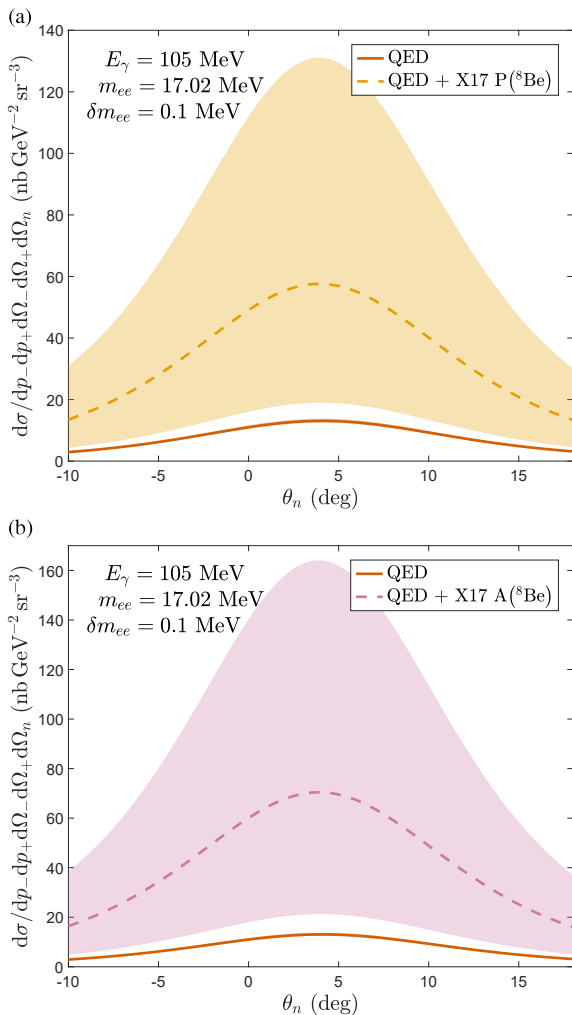 (a)
140
120
100
80
60
40
20
0
dσ/dp₋dp₊dΩ₋dΩ₊dΩₙ (nb GeV⁻² sr⁻³)
E_γ = 105 MeV
m_ee = 17.02 MeV
δm_ee = 0.1 MeV
QED
QED + X17 P(⁸Be)
-10 -5 0 5 10 15
θₙ (deg)
(b)
160
140
120
100
80
60
40
20
0
dσ/dp₋dp₊dΩ₋dΩ₊dΩₙ (nb GeV⁻² sr⁻³)
E_γ = 105 MeV
m_ee = 17.02 MeV
δm_ee = 0.1 MeV
QED
QED + X17 A(⁸Be)
-10 -5 0 5 10 15
θₙ (deg)